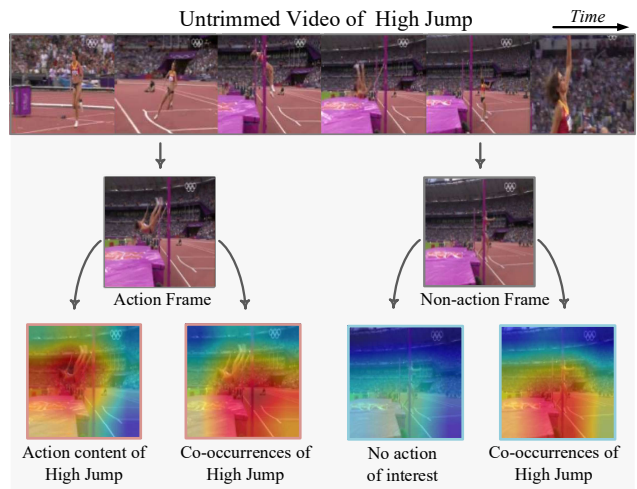 Untrimmed Video of High Jump
Time
Action Frame
Non-action Frame
Action content of
High Jump
Co-occurrences of
High Jump
No action
of interest
Co-occurrences of
High Jump